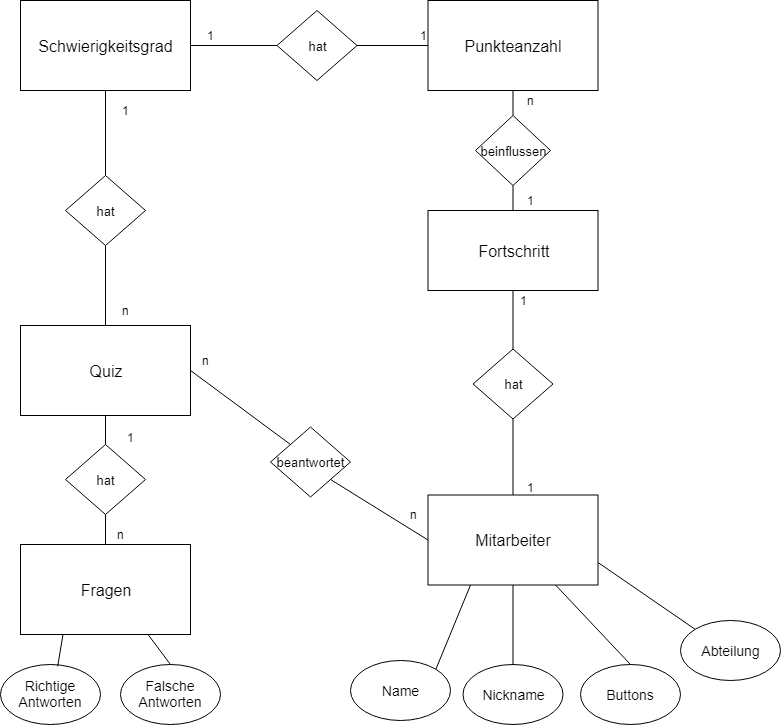 Schwierigkeitsgrad
1
hat
1
Punkteanzahl
1
n
beinflussen
hat
1
Fortschritt
1
n
Quiz
n
hat
1
beantwortet
hat
1
n
Mitarbeiter
n
Fragen
Richtige
Antworten
Falsche
Antworten
Name
Nickname
Buttons
Abteilung